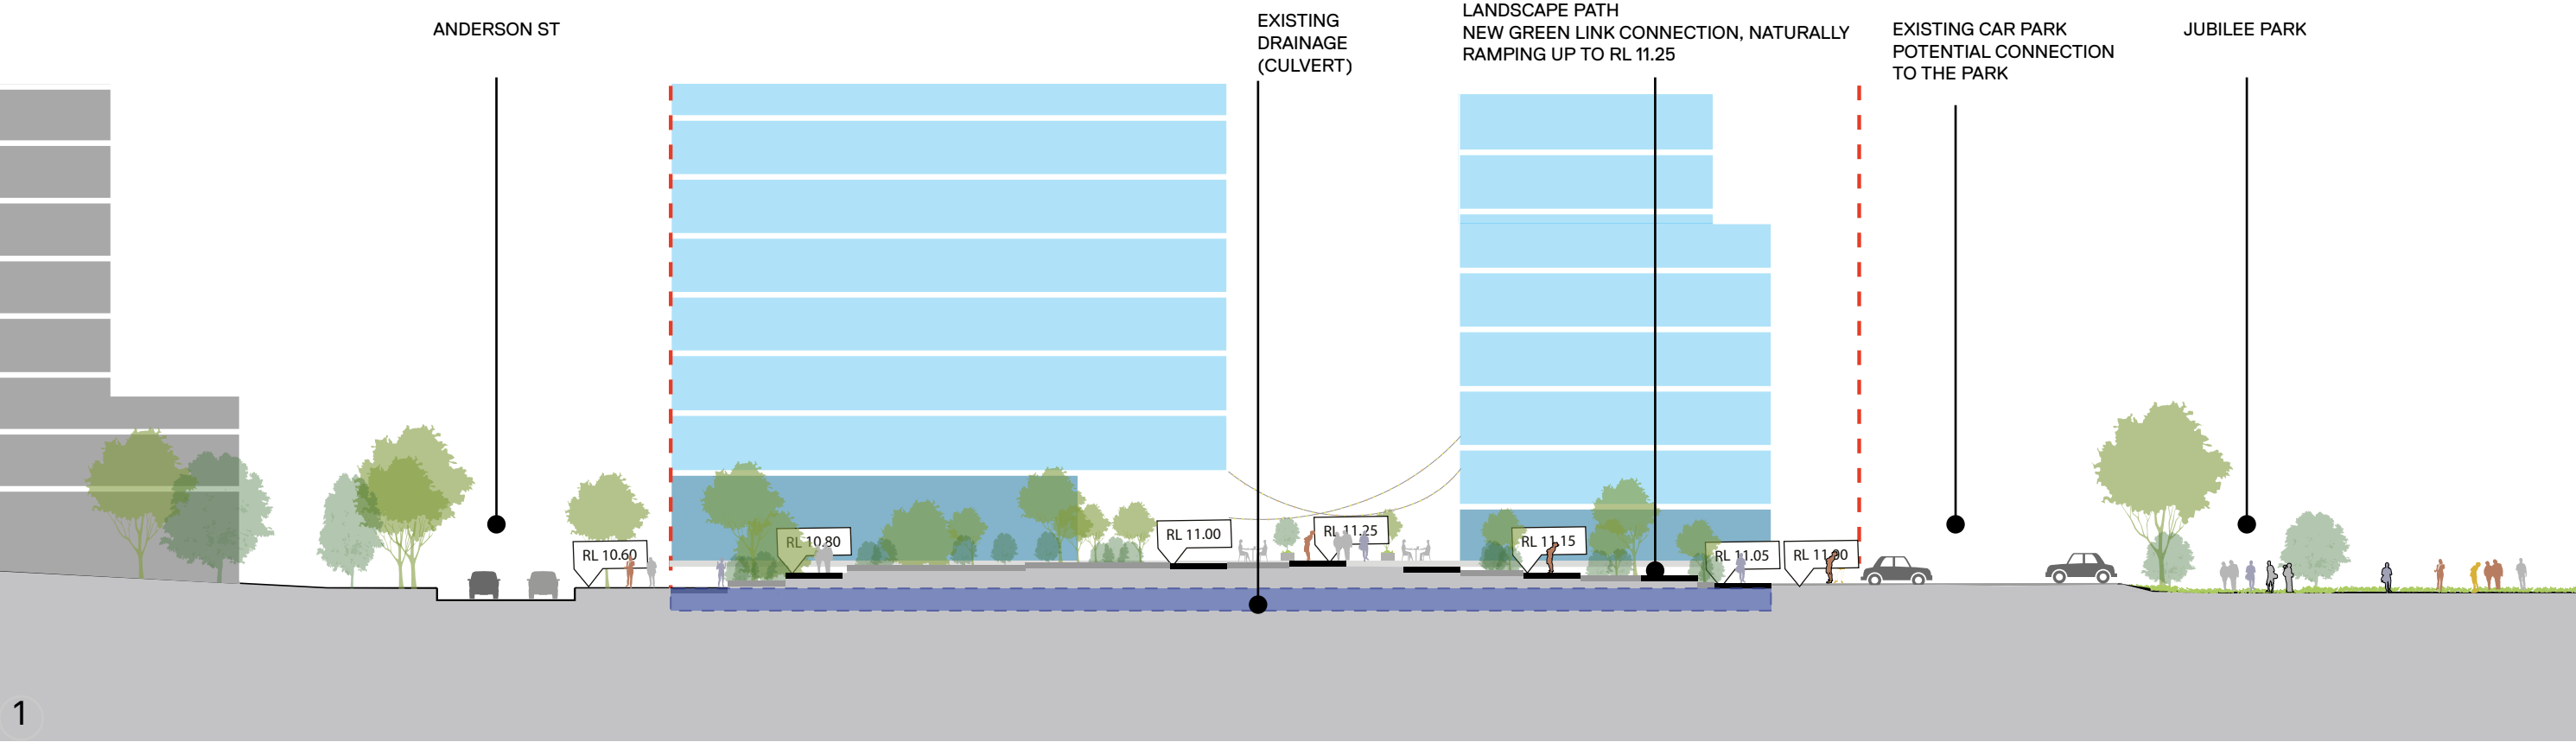 ANDERSON ST
EXISTING
DRAINAGE
(CULVERT)
LANDSCAPE PATH
NEW GREEN LINK CONNECTION, NATURALLY
RAMPING UP TO RL 11.25
EXISTING CAR PARK
POTENTIAL CONNECTION
TO THE PARK
JUBILEE PARK
RL 10.60
RL 10.80
RL 11.00
RL 11.25
RL 11.15
RL 11.05
RL
1